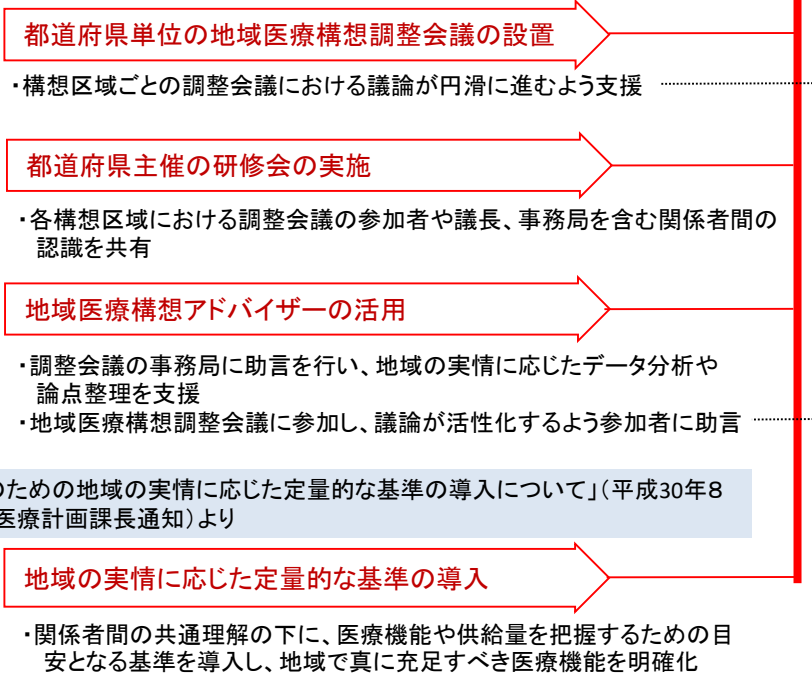 都道府県単位の地域医療構想調整会議の設置
・構想区域ごとの調整会議における議論が円滑に進むよう支援
都道府県主催の研修会の実施
・各構想区域における調整会議の参加者や議長、事務局を含む関係者間の
認識を共有
地域医療構想アドバイザーの活用
・調整会議の事務局に助言を行い、地域の実情に応じたデータ分析や
論点整理を支援
・地域医療構想調整会議に参加し、議論が活性化するよう参加者に助言
のための地域の実情に応じた定量的な基準の導入について」（平成30年８
医療計画課長通知）より
地域の実情に応じた定量的な基準の導入
・関係者間の共通理解の下に、医療機能や供給量を把握するための目
安となる基準を導入し、地域で真に充足すべき医療機能を明確化